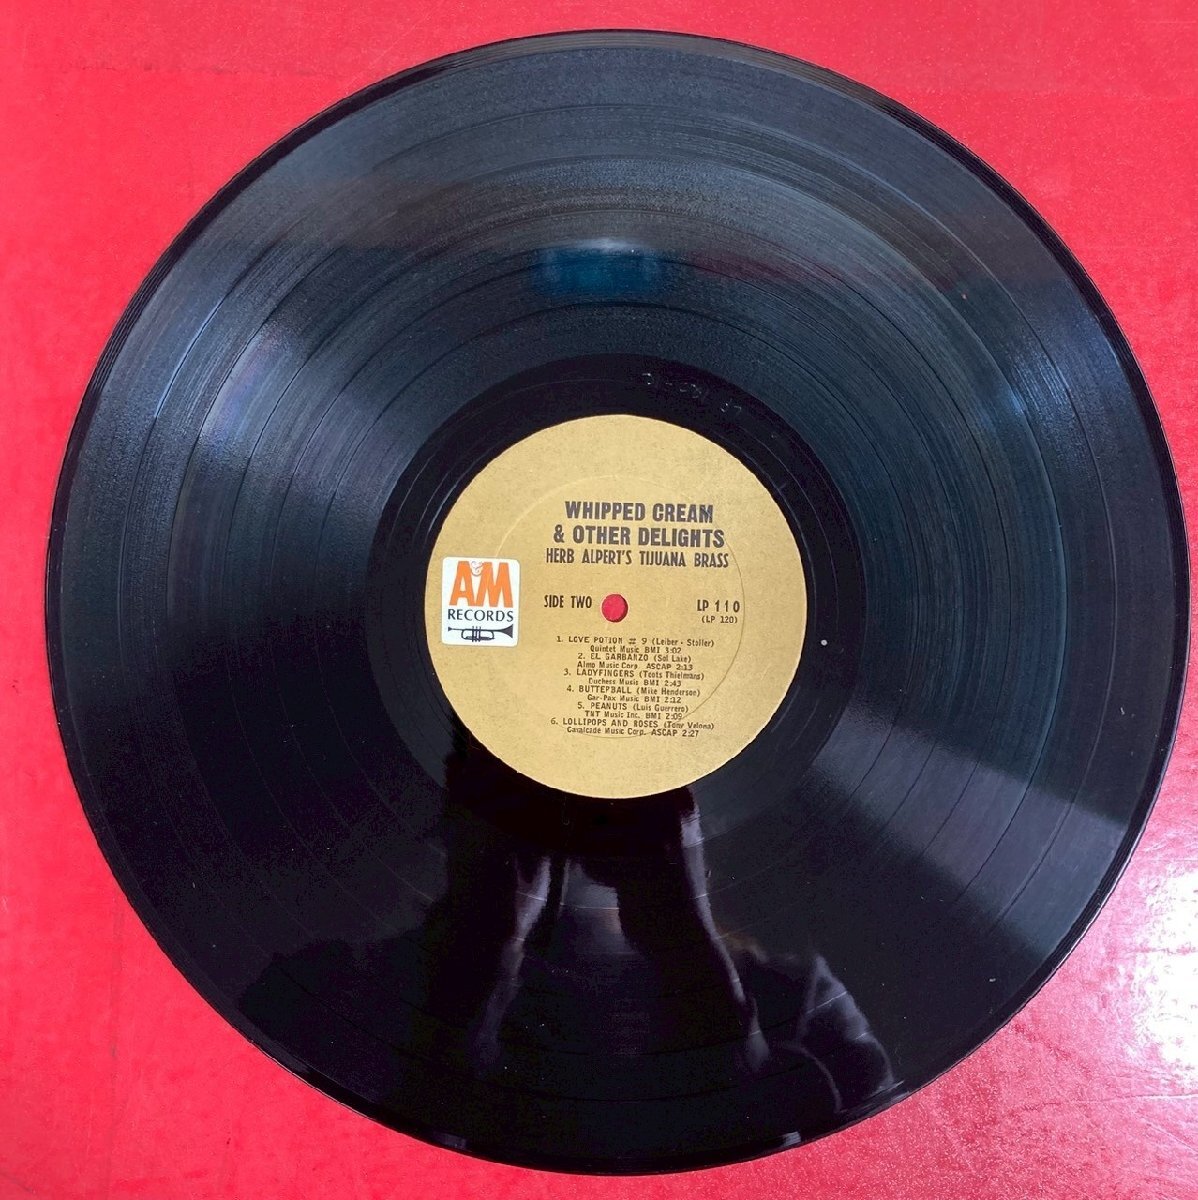 WHIPPED CREAM
& OTHER DELIGHTS
HERB ALPERT'S TIJUANA BRASS
A&M
RECORDS
SIDE TWO
LP 110
(LP 120)
1. LOVE POTION # 9 (Leiber - Stoller)
Quintet Music BMI 3:02
2. EL GARBANZO (Sol Lake)
Almo Music Corp. ASCAP 2:13
3. LADYFINGERS (Toots Thielmans)
Duchess Music BMI 2:43
4. BUTTERBALL (Mike Henderson)
Gar-Pax Music BMI 2:12
5. PEANUTS (Luis Guerrero)
TNT Music Inc. BMI 2:09
6. LOLLIPOPS AND ROSES (Tony Velona)
Cavalcade Music Corp. ASCAP 2:27